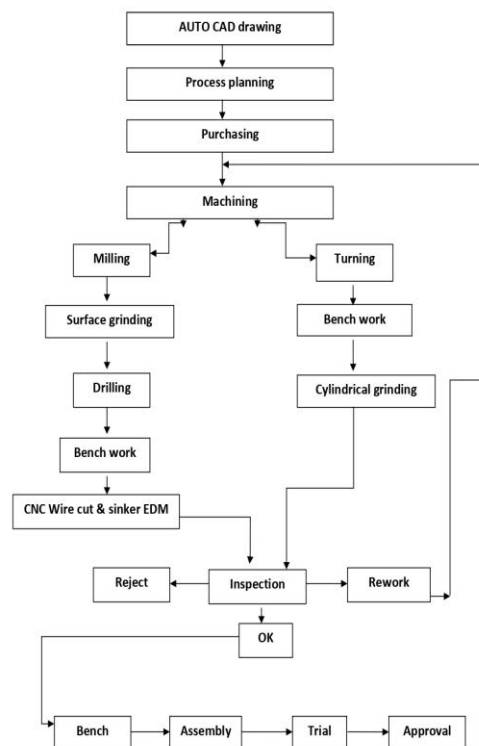 AUTO CAD drawing
Process planning
Purchasing
Machining
Milling
Turning
Surface grinding
Bench work
Drilling
Cylindrical grinding
Bench work
CNC Wire cut & sinker EDM
Reject
Inspection
Rework
OK
Bench
Assembly
Trial
Approval